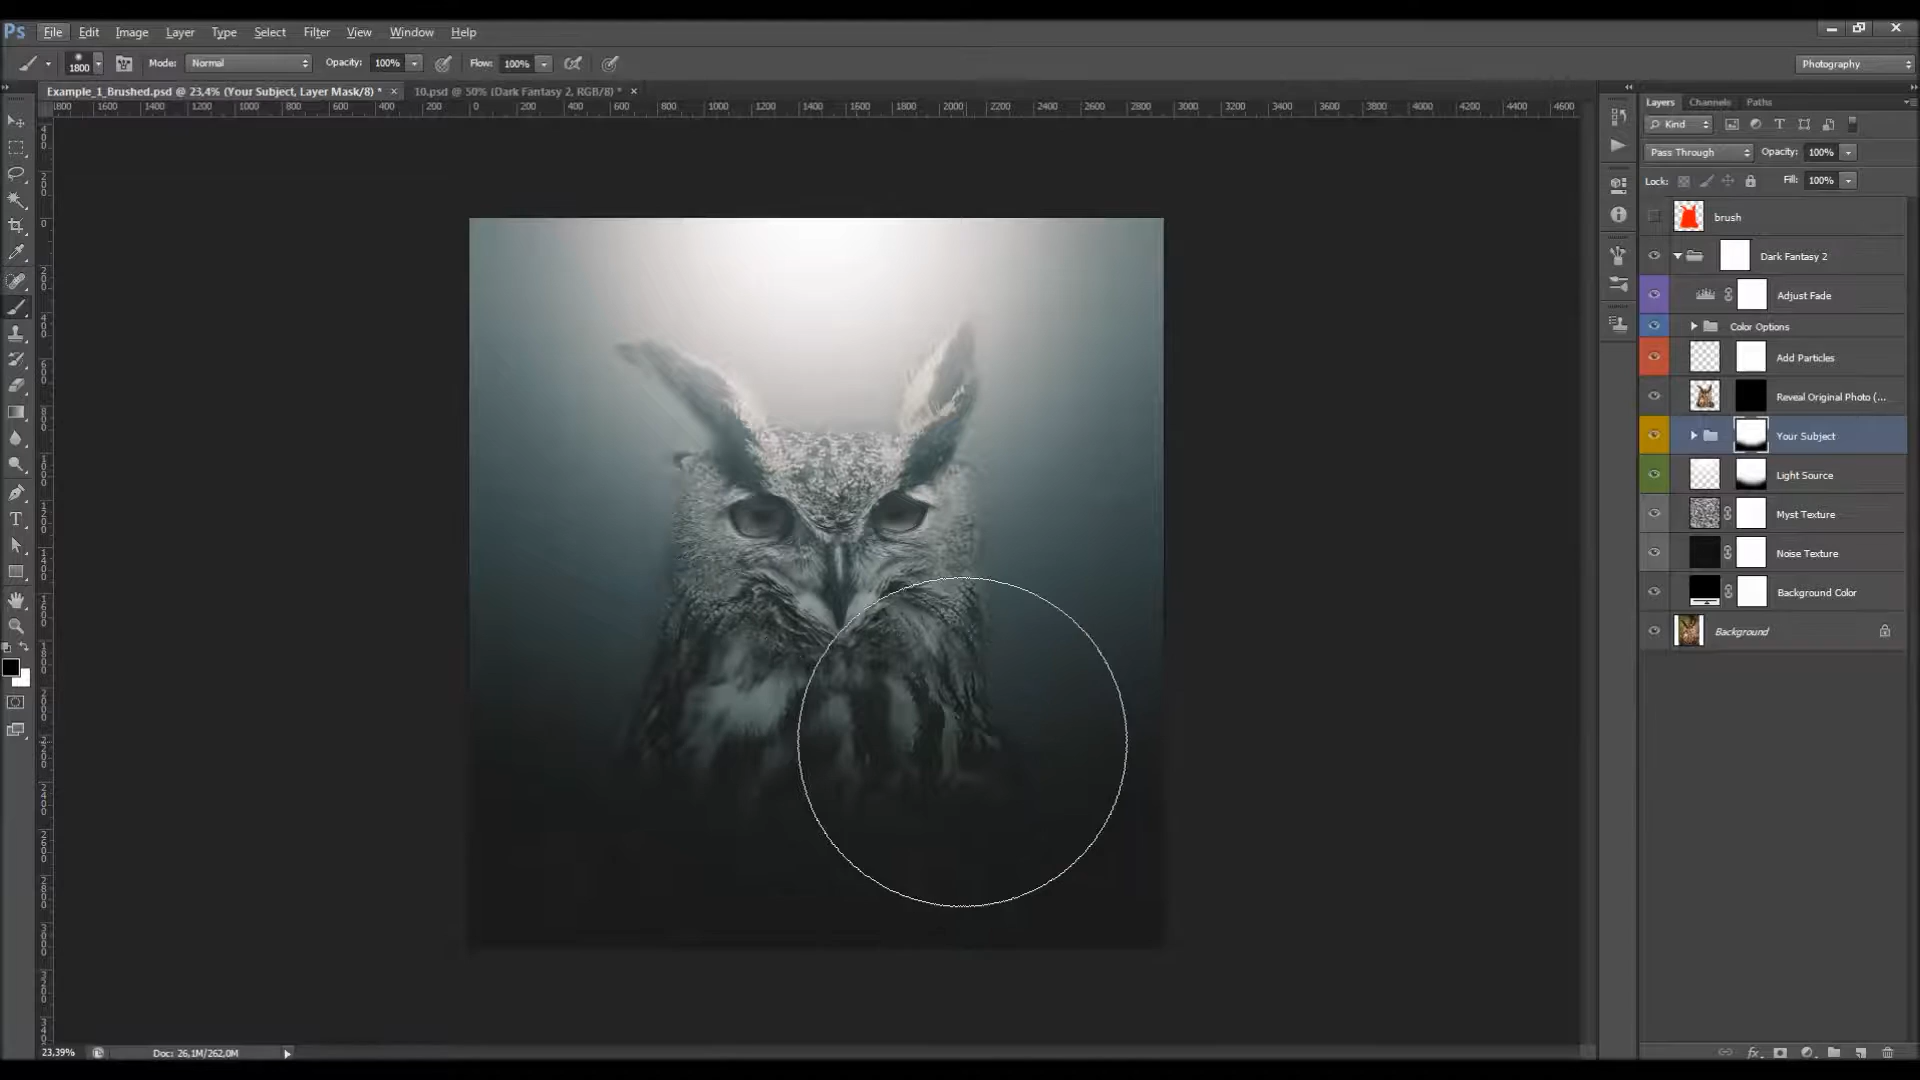 Ps File Edit Image Layer Type Select Filter View Window Help
1800 Mode: Normal Opacity: 100% Flow: 100% Photography
Example_1_Brushed.psd @ 23,4% (Your Subject, Layer Mask/8) * × 10.psd @ 50% (Dark Fantasy 2, RGB/8) * ×
1800 1600 1400 1200 1000 800 600 400 200 0 200 400 600 800 1000 1200 1400 1600 1800 2000 2200 2400 2600 2800 3000 3200 3400 3600 3800 4000 4200 4400 4600
Layers Channels Paths
Kind
Pass Through Opacity: 100%
Lock: Fill: 100%
brush
Dark Fantasy 2
Adjust Fade
Color Options
Add Particles
Reveal Original Photo (...
Your Subject
Light Source
Myst Texture
Noise Texture
Background Color
Background
23,39% Doc: 26,1M/262,0M